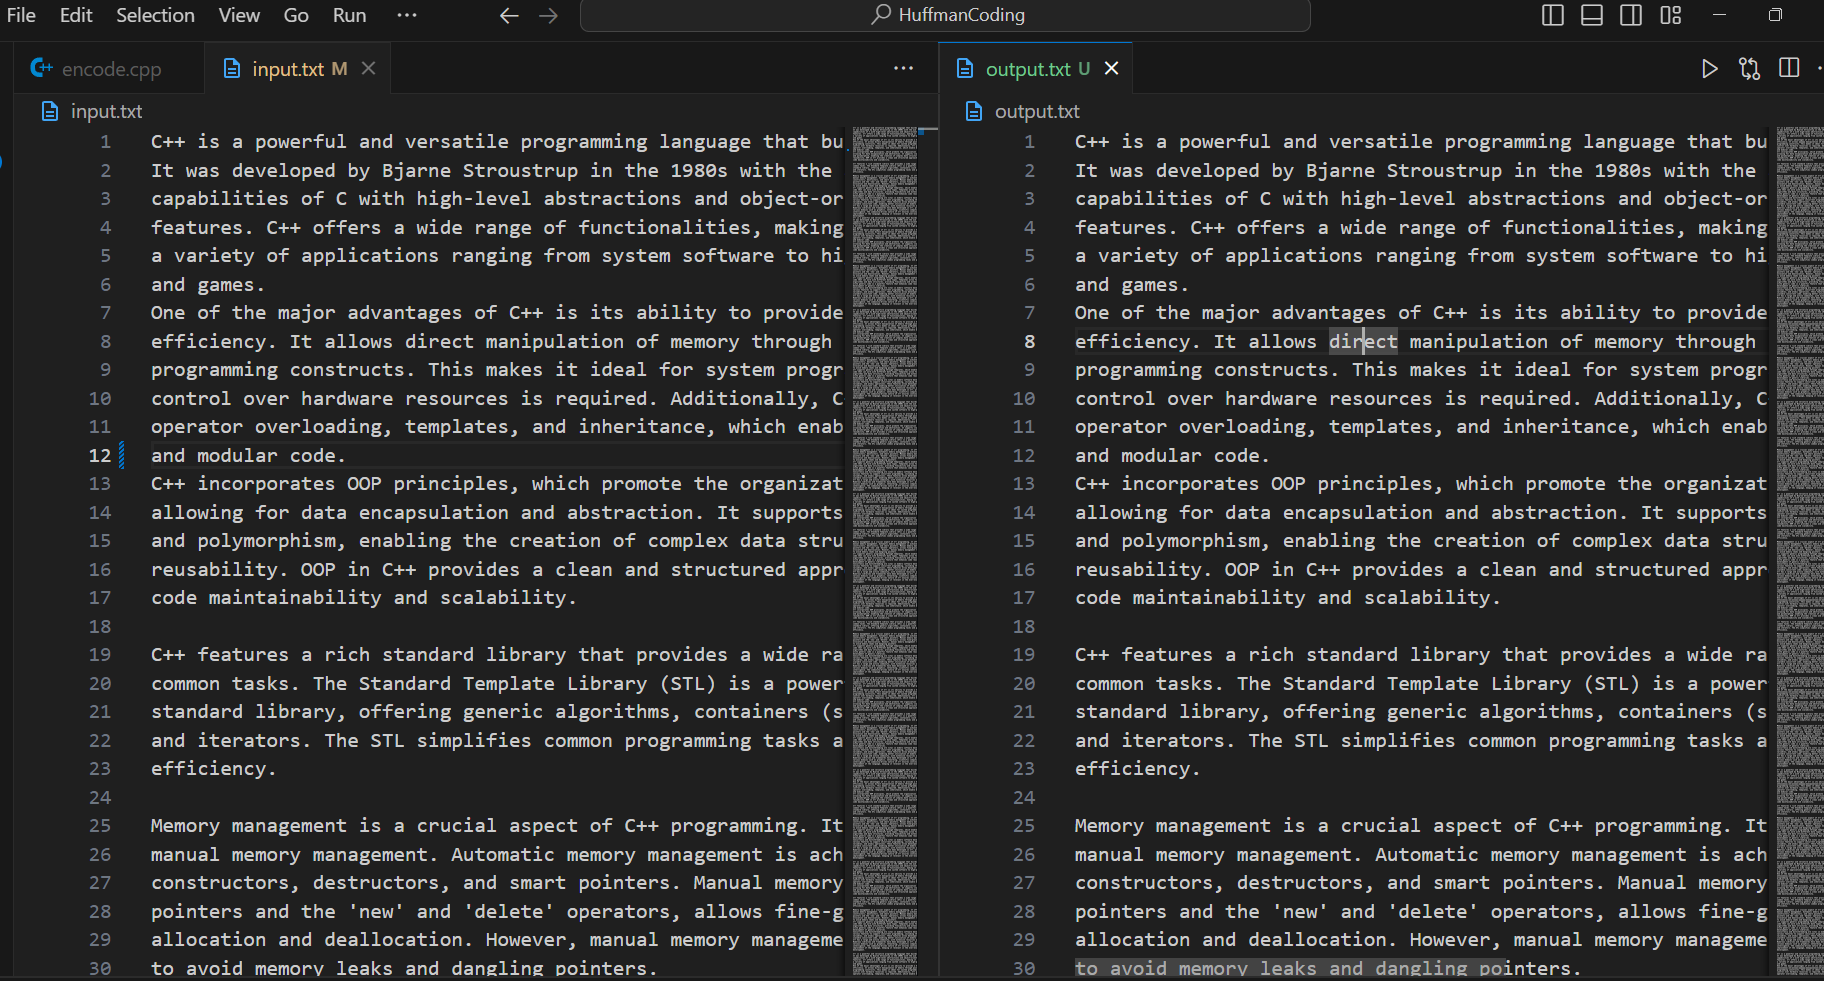 File Edit Selection View Go Run ··· HuffmanCoding
encode.cpp input.txt M
input.txt
1 C++ is a powerful and versatile programming language that bu
2 It was developed by Bjarne Stroustrup in the 1980s with the
3 capabilities of C with high-level abstractions and object-or
4 features. C++ offers a wide range of functionalities, making
5 a variety of applications ranging from system software to hi
6 and games.
7 One of the major advantages of C++ is its ability to provide
8 efficiency. It allows direct manipulation of memory through
9 programming constructs. This makes it ideal for system progr
10 control over hardware resources is required. Additionally, C
11 operator overloading, templates, and inheritance, which enab
12 and modular code.
13 C++ incorporates OOP principles, which promote the organizat
14 allowing for data encapsulation and abstraction. It supports
15 and polymorphism, enabling the creation of complex data stru
16 reusability. OOP in C++ provides a clean and structured appr
17 code maintainability and scalability.
18
19 C++ features a rich standard library that provides a wide ra
20 common tasks. The Standard Template Library (STL) is a power
21 standard library, offering generic algorithms, containers (s
22 and iterators. The STL simplifies common programming tasks a
23 efficiency.
24
25 Memory management is a crucial aspect of C++ programming. It
26 manual memory management. Automatic memory management is ach
27 constructors, destructors, and smart pointers. Manual memory
28 pointers and the 'new' and 'delete' operators, allows fine-g
29 allocation and deallocation. However, manual memory manageme
30 to avoid memory leaks and dangling pointers.
output.txt U
output.txt
1 C++ is a powerful and versatile programming language that bu
2 It was developed by Bjarne Stroustrup in the 1980s with the
3 capabilities of C with high-level abstractions and object-or
4 features. C++ offers a wide range of functionalities, making
5 a variety of applications ranging from system software to hi
6 and games.
7 One of the major advantages of C++ is its ability to provide
8 efficiency. It allows direct manipulation of memory through
9 programming constructs. This makes it ideal for system progr
10 control over hardware resources is required. Additionally, C
11 operator overloading, templates, and inheritance, which enab
12 and modular code.
13 C++ incorporates OOP principles, which promote the organizat
14 allowing for data encapsulation and abstraction. It supports
15 and polymorphism, enabling the creation of complex data stru
16 reusability. OOP in C++ provides a clean and structured appr
17 code maintainability and scalability.
18
19 C++ features a rich standard library that provides a wide ra
20 common tasks. The Standard Template Library (STL) is a power
21 standard library, offering generic algorithms, containers (s
22 and iterators. The STL simplifies common programming tasks a
23 efficiency.
24
25 Memory management is a crucial aspect of C++ programming. It
26 manual memory management. Automatic memory management is ach
27 constructors, destructors, and smart pointers. Manual memory
28 pointers and the 'new' and 'delete' operators, allows fine-g
29 allocation and deallocation. However, manual memory manageme
30 to avoid memory leaks and dangling pointers.